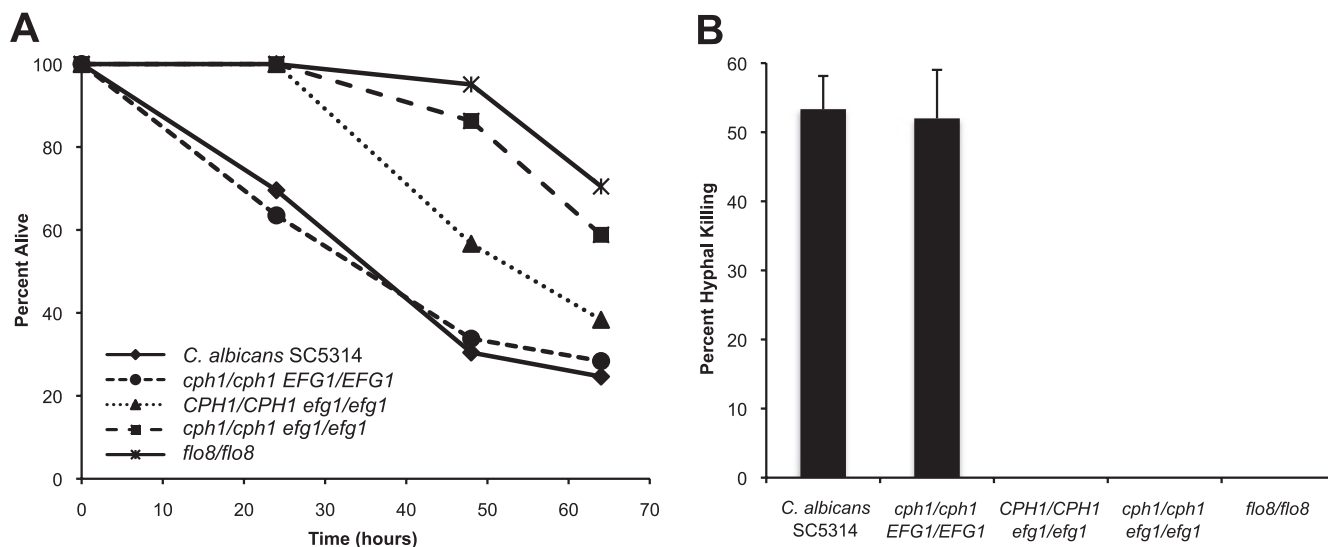 A
100
80
60
40
20
0
Percent Alive
C. albicans SC5314
cph1/cph1 EFG1/EFG1
CPH1/CPH1 efg1/efg1
cph1/cph1 efg1/efg1
flo8/flo8
0 10 20 30 40 50 60 70
Time (hours)
B
60
50
40
30
20
10
0
Percent Hyphal Killing
C. albicans
SC5314
cph1/cph1
EFG1/EFG1
CPH1/CPH1
efg1/efg1
cph1/cph1
efg1/efg1
flo8/flo8